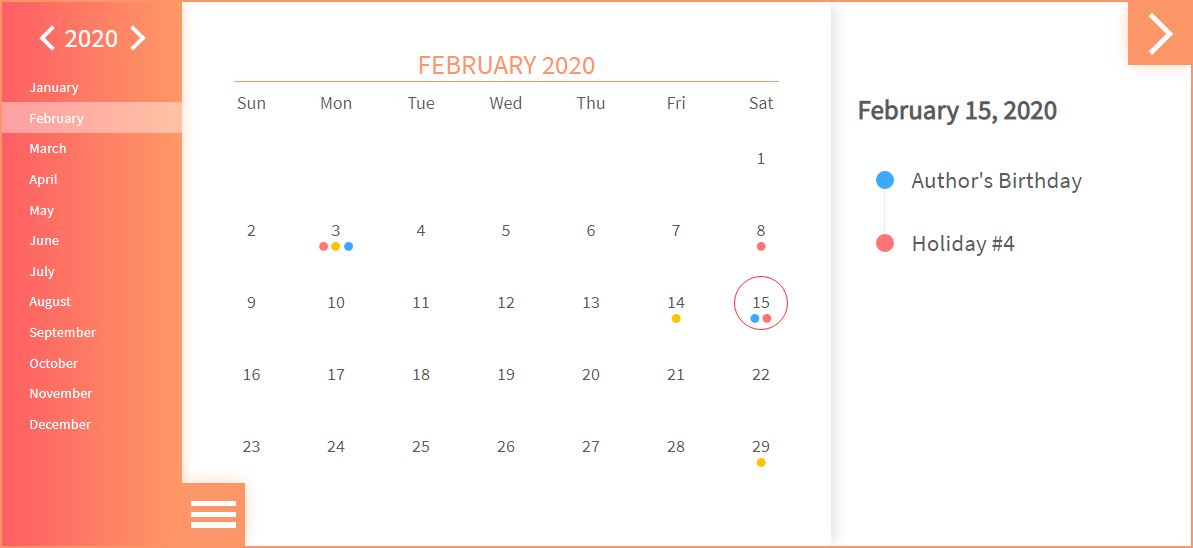 2020
January
February
March
April
May
June
July
August
September
October
November
December
FEBRUARY 2020
Sun Mon Tue Wed Thu Fri Sat
1
2 3 4 5 6 7 8
9 10 11 12 13 14 15
16 17 18 19 20 21 22
23 24 25 26 27 28 29
February 15, 2020
Author's Birthday
Holiday #4